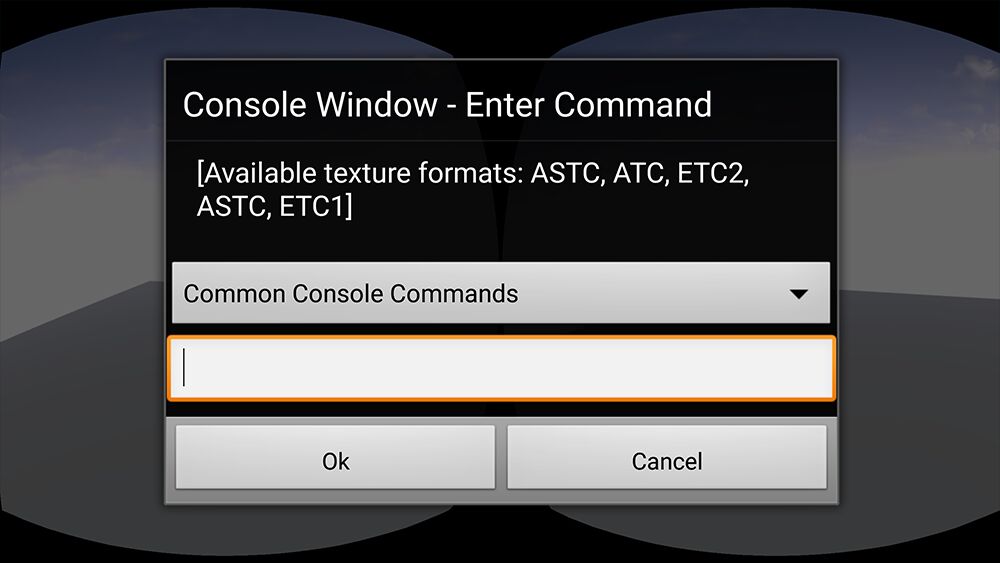 Console Window - Enter Command
[Available texture formats: ASTC, ATC, ETC2,
ASTC, ETC1]
Common Console Commands
Ok
Cancel